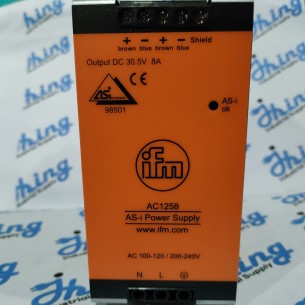 + − + − Shield
brown blue brown blue
Output DC 30.5V 8A
ASi
98501
CE
AS-i
ok
ifm
AC1258
AS-i Power Supply
www.ifm.com
AC 100-120 / 200-240V
N L